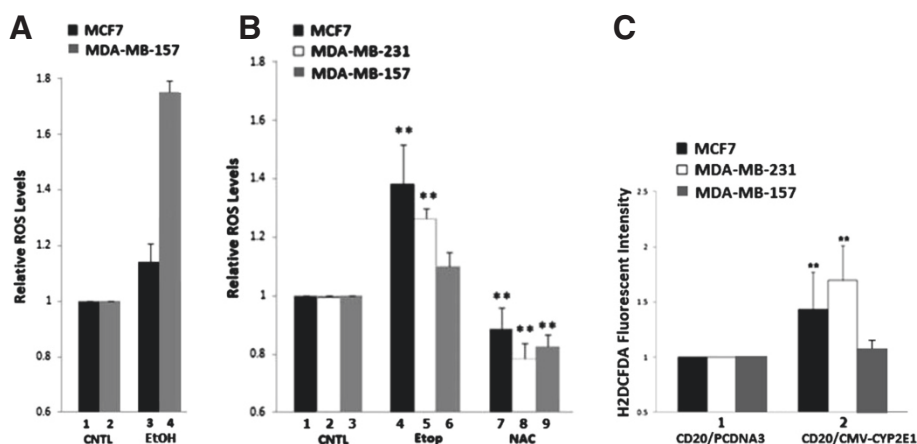 A
MCF7
MDA-MB-157
Relative ROS Levels
1.8
1.6
1.4
1.2
1
0.8
0.6
1 2 3 4
CNTL EtOH
B
MCF7
MDA-MB-231
MDA-MB-157
Relative ROS Levels
1.8
1.6
1.4
1.2
1
0.8
0.6
** ** ** ** **
1 2 3 4 5 6 7 8 9
CNTL Etop NAC
C
MCF7
MDA-MB-231
MDA-MB-157
H2DCFDA Fluorescent Intensity
2.5
2
1.5
1
0.5
** **
1 2
CD20/PCDNA3 CD20/CMV-CYP2E1